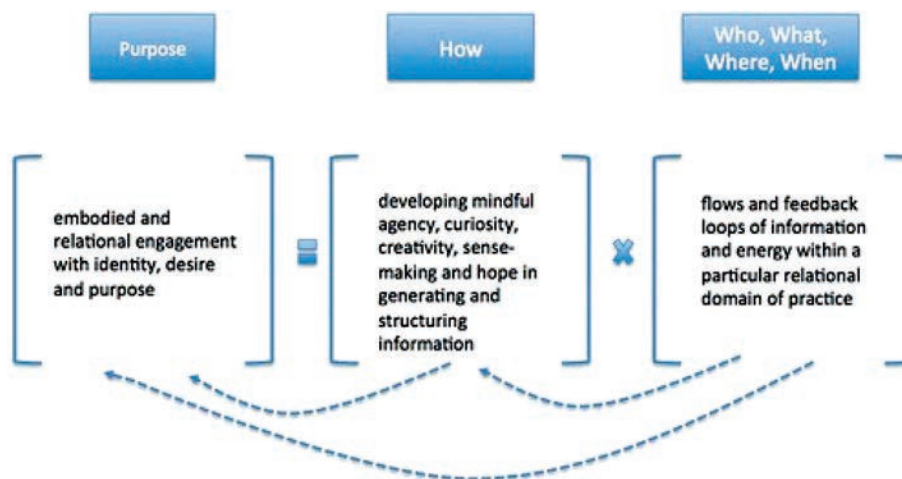 Purpose
How
Who, What,
Where, When
embodied and
relational engagement
with identity, desire
and purpose
=
developing mindful
agency, curiosity,
creativity, sense-
making and hope in
generating and
structuring
information
×
flows and feedback
loops of information
and energy within a
particular relational
domain of practice